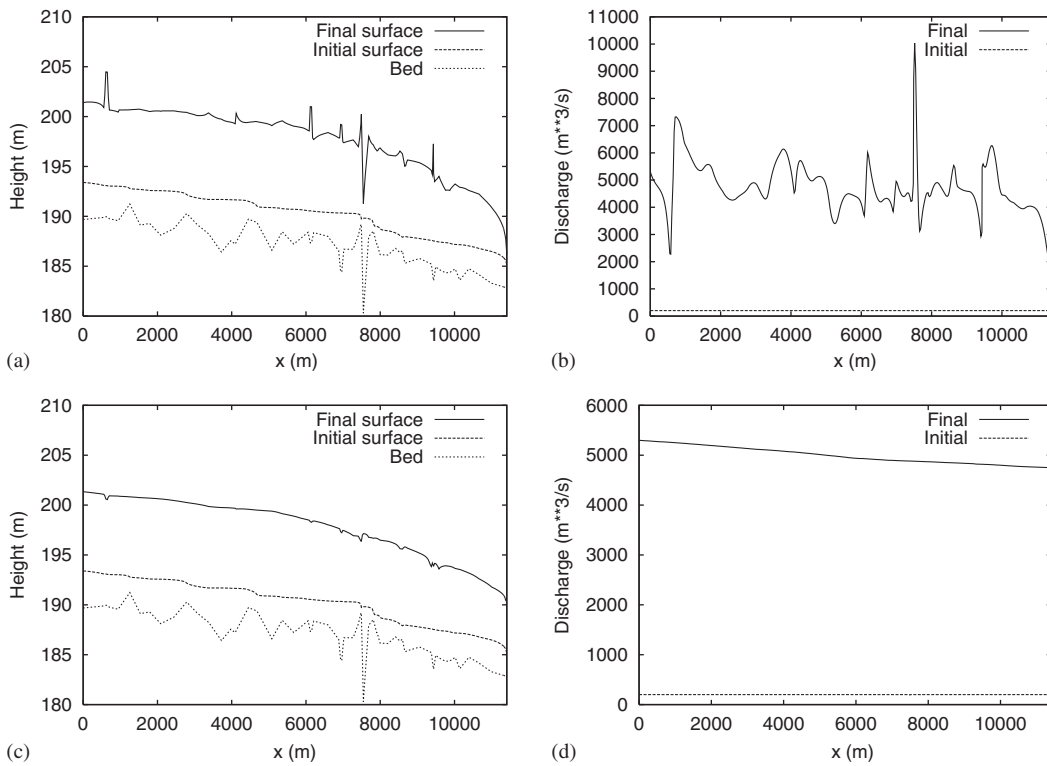 210
205
200
195
190
185
180
Height (m)
Final surface
Initial surface
Bed
0 2000 4000 6000 8000 10000
x (m)
(a)
11000
10000
9000
8000
7000
6000
5000
4000
3000
2000
1000
0
Discharge (m**3/s)
Final
Initial
0 2000 4000 6000 8000 10000
x (m)
(b)
210
205
200
195
190
185
180
Height (m)
Final surface
Initial surface
Bed
0 2000 4000 6000 8000 10000
x (m)
(c)
6000
5000
4000
3000
2000
1000
0
Discharge (m**3/s)
Final
Initial
0 2000 4000 6000 8000 10000
x (m)
(d)